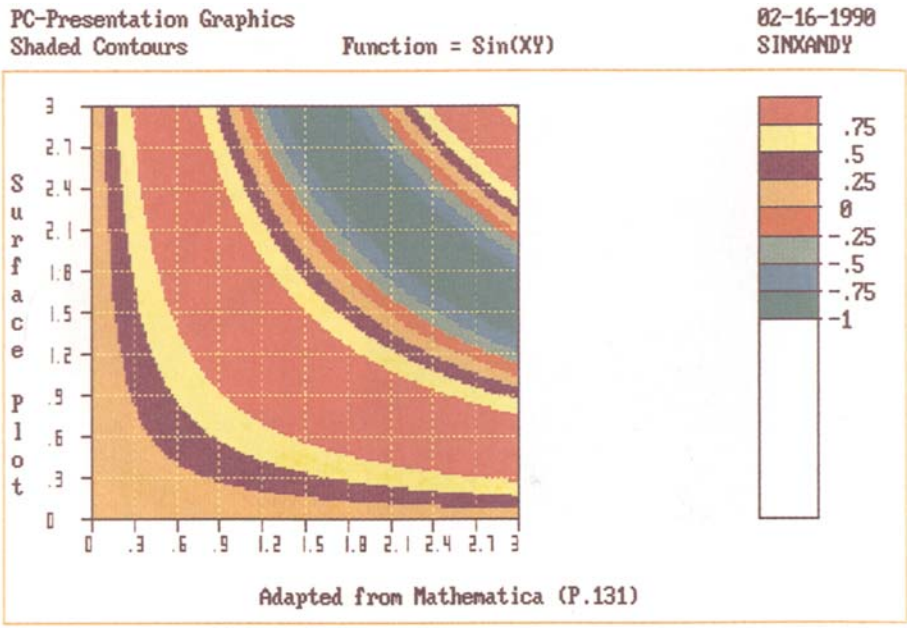 PC-Presentation Graphics
02-16-1990
Shaded Contours
Function = Sin(XY)
SINXANDY
Surface Plot
3
2.7
2.4
2.1
1.8
1.5
1.2
.9
.6
.3
0
0 .3 .6 .9 1.2 1.5 1.8 2.1 2.4 2.7 3
.75
.5
.25
0
-.25
-.5
-.75
-1
Adapted from Mathematica (P.131)